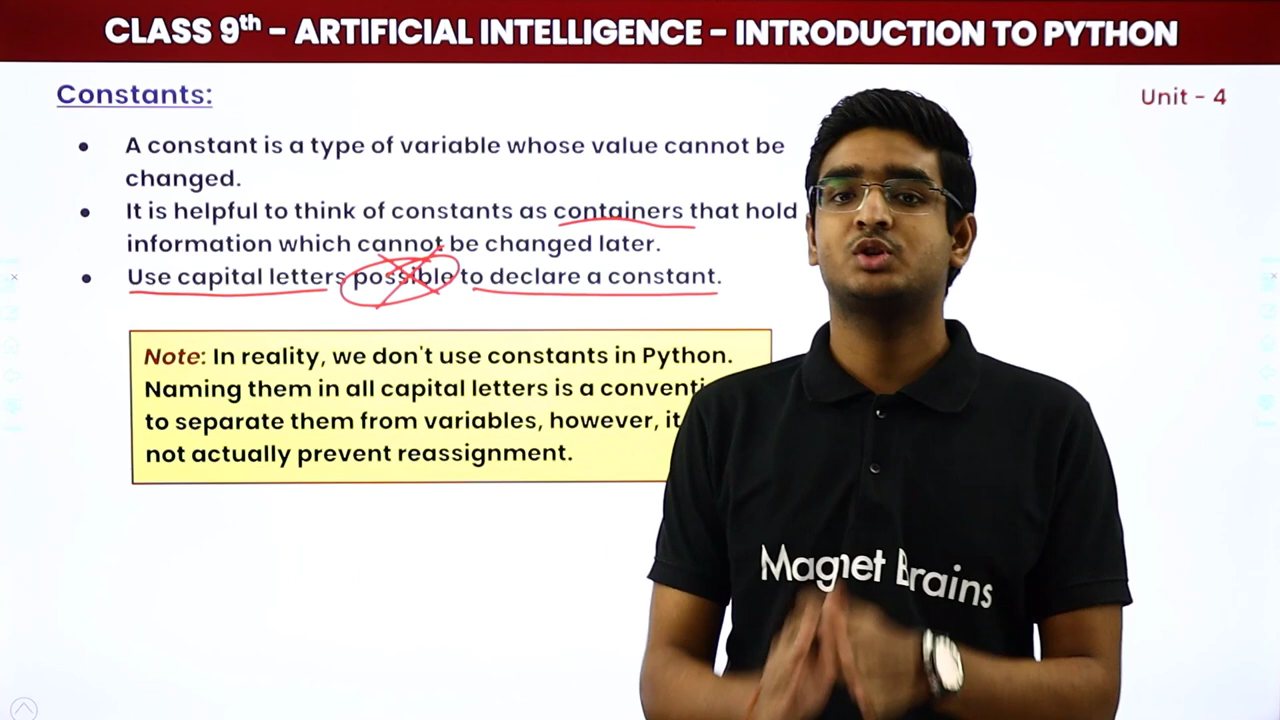 CLASS 9th – ARTIFICIAL INTELLIGENCE – INTRODUCTION TO PYTHON
Constants:
Unit – 4
• A constant is a type of variable whose value cannot be
changed.
• It is helpful to think of constants as containers that hold
information which cannot be changed later.
• Use capital letters possible to declare a constant.
Note: In reality, we don't use constants in Python.
Naming them in all capital letters is a
to separate them from variables, however, it
not actually prevent reassignment.
Magnet Brains